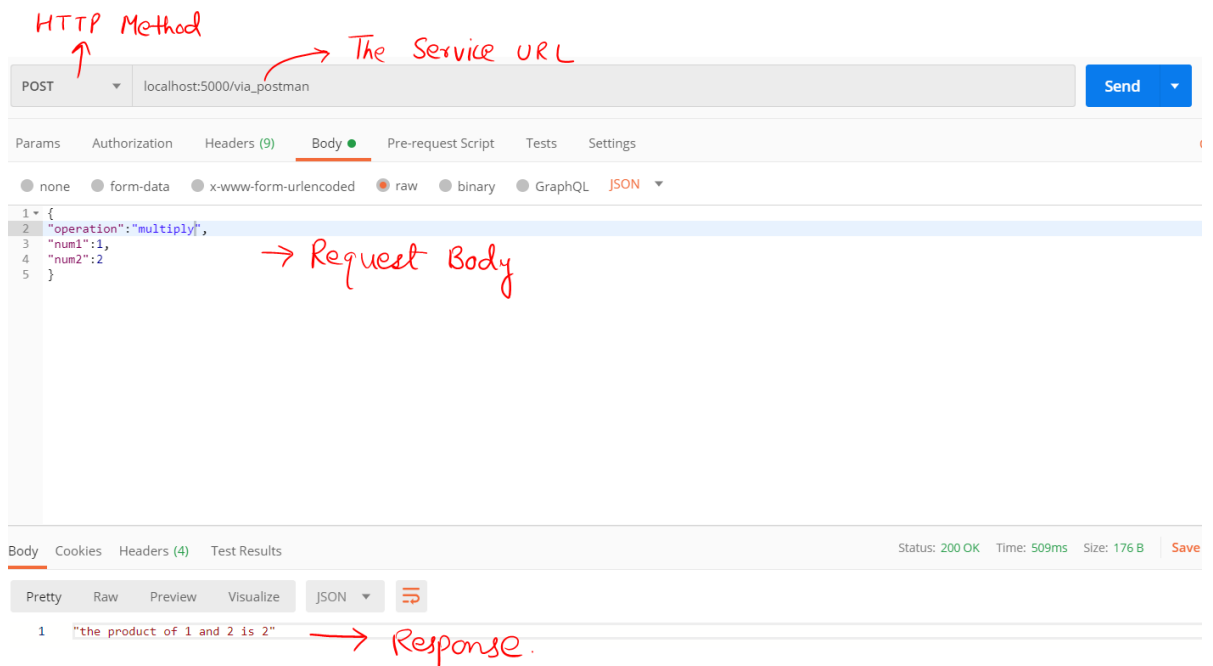 HTTP Method
The Service URL
POST localhost:5000/via_postman Send
Params Authorization Headers (9) Body Pre-request Script Tests Settings
none form-data x-www-form-urlencoded raw binary GraphQL JSON
1 {
2 "operation":"multiply",
3 "num1":1,
4 "num2":2
5 }
→ Request Body
Body Cookies Headers (4) Test Results Status: 200 OK Time: 509ms Size: 176 B Save
Pretty Raw Preview Visualize JSON
1 "the product of 1 and 2 is 2" → Response.